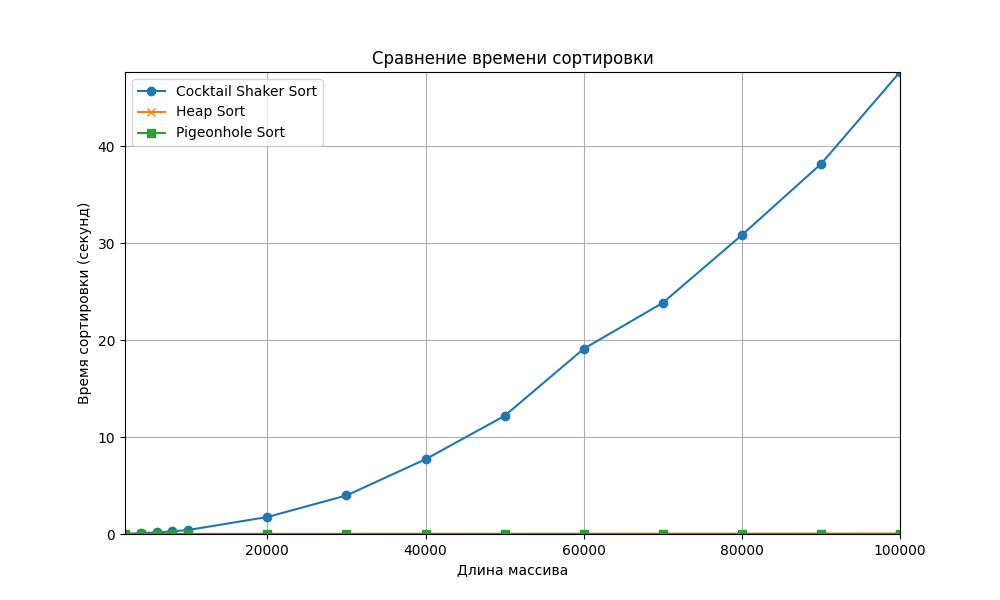 Сравнение времени сортировки
Cocktail Shaker Sort
Heap Sort
Pigeonhole Sort
Время сортировки (секунд)
40
30
20
10
0
20000
40000
60000
80000
100000
Длина массива